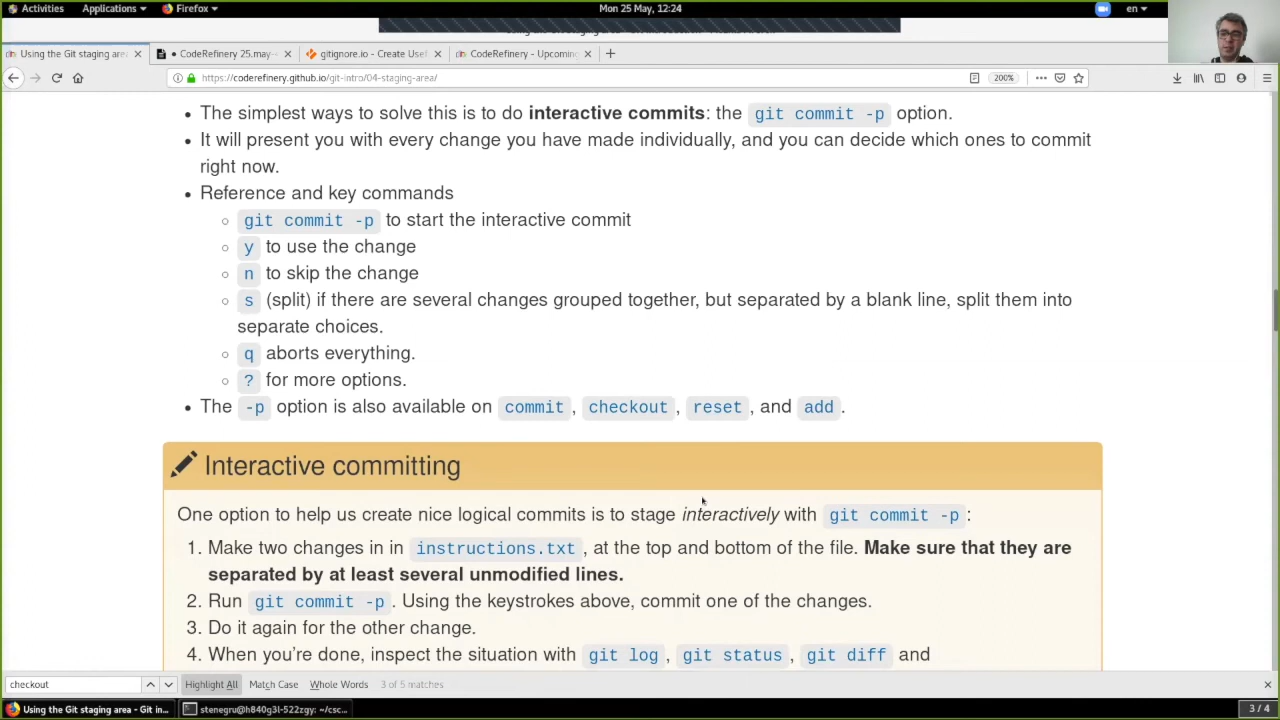 Activities Applications Firefox Mon 25 May, 12:24 en
Using the Git staging area × • CodeRefinery 25.may- × gitignore.io - Create Usef × CodeRefinery - Upcoming × +
https://coderefinery.github.io/git-intro/04-staging-area/ 200%
• The simplest ways to solve this is to do interactive commits: the git commit -p option.
• It will present you with every change you have made individually, and you can decide which ones to commit
right now.
• Reference and key commands
git commit -p to start the interactive commit
y to use the change
n to skip the change
s (split) if there are several changes grouped together, but separated by a blank line, split them into
separate choices.
q aborts everything.
? for more options.
• The -p option is also available on commit, checkout, reset, and add.
Interactive committing
One option to help us create nice logical commits is to stage interactively with git commit -p:
1. Make two changes in in instructions.txt, at the top and bottom of the file. Make sure that they are
separated by at least several unmodified lines.
2. Run git commit -p. Using the keystrokes above, commit one of the changes.
3. Do it again for the other change.
4. When you’re done, inspect the situation with git log, git status, git diff and
checkout Highlight All Match Case Whole Words 3 of 5 matches ×
Using the Git staging area - Git in... stenegru@h840g3l-522zgy: ~/csc... 3 / 4